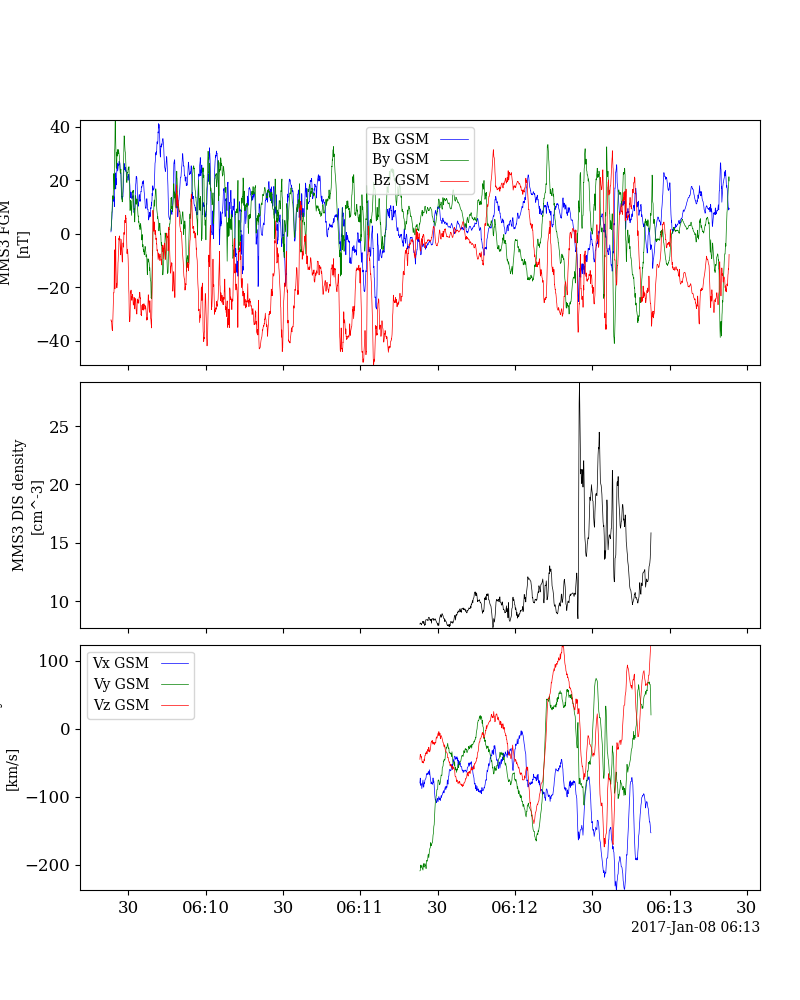 40
20
0
−20
−40
MMS3 FGM
[nT]
Bx GSM
By GSM
Bz GSM
25
20
15
10
MMS3 DIS density
[cm^-3]
100
0
−100
−200
[km/s]
Vx GSM
Vy GSM
Vz GSM
30 06:10 30 06:11 30 06:12 30 06:13 30
2017-Jan-08 06:13